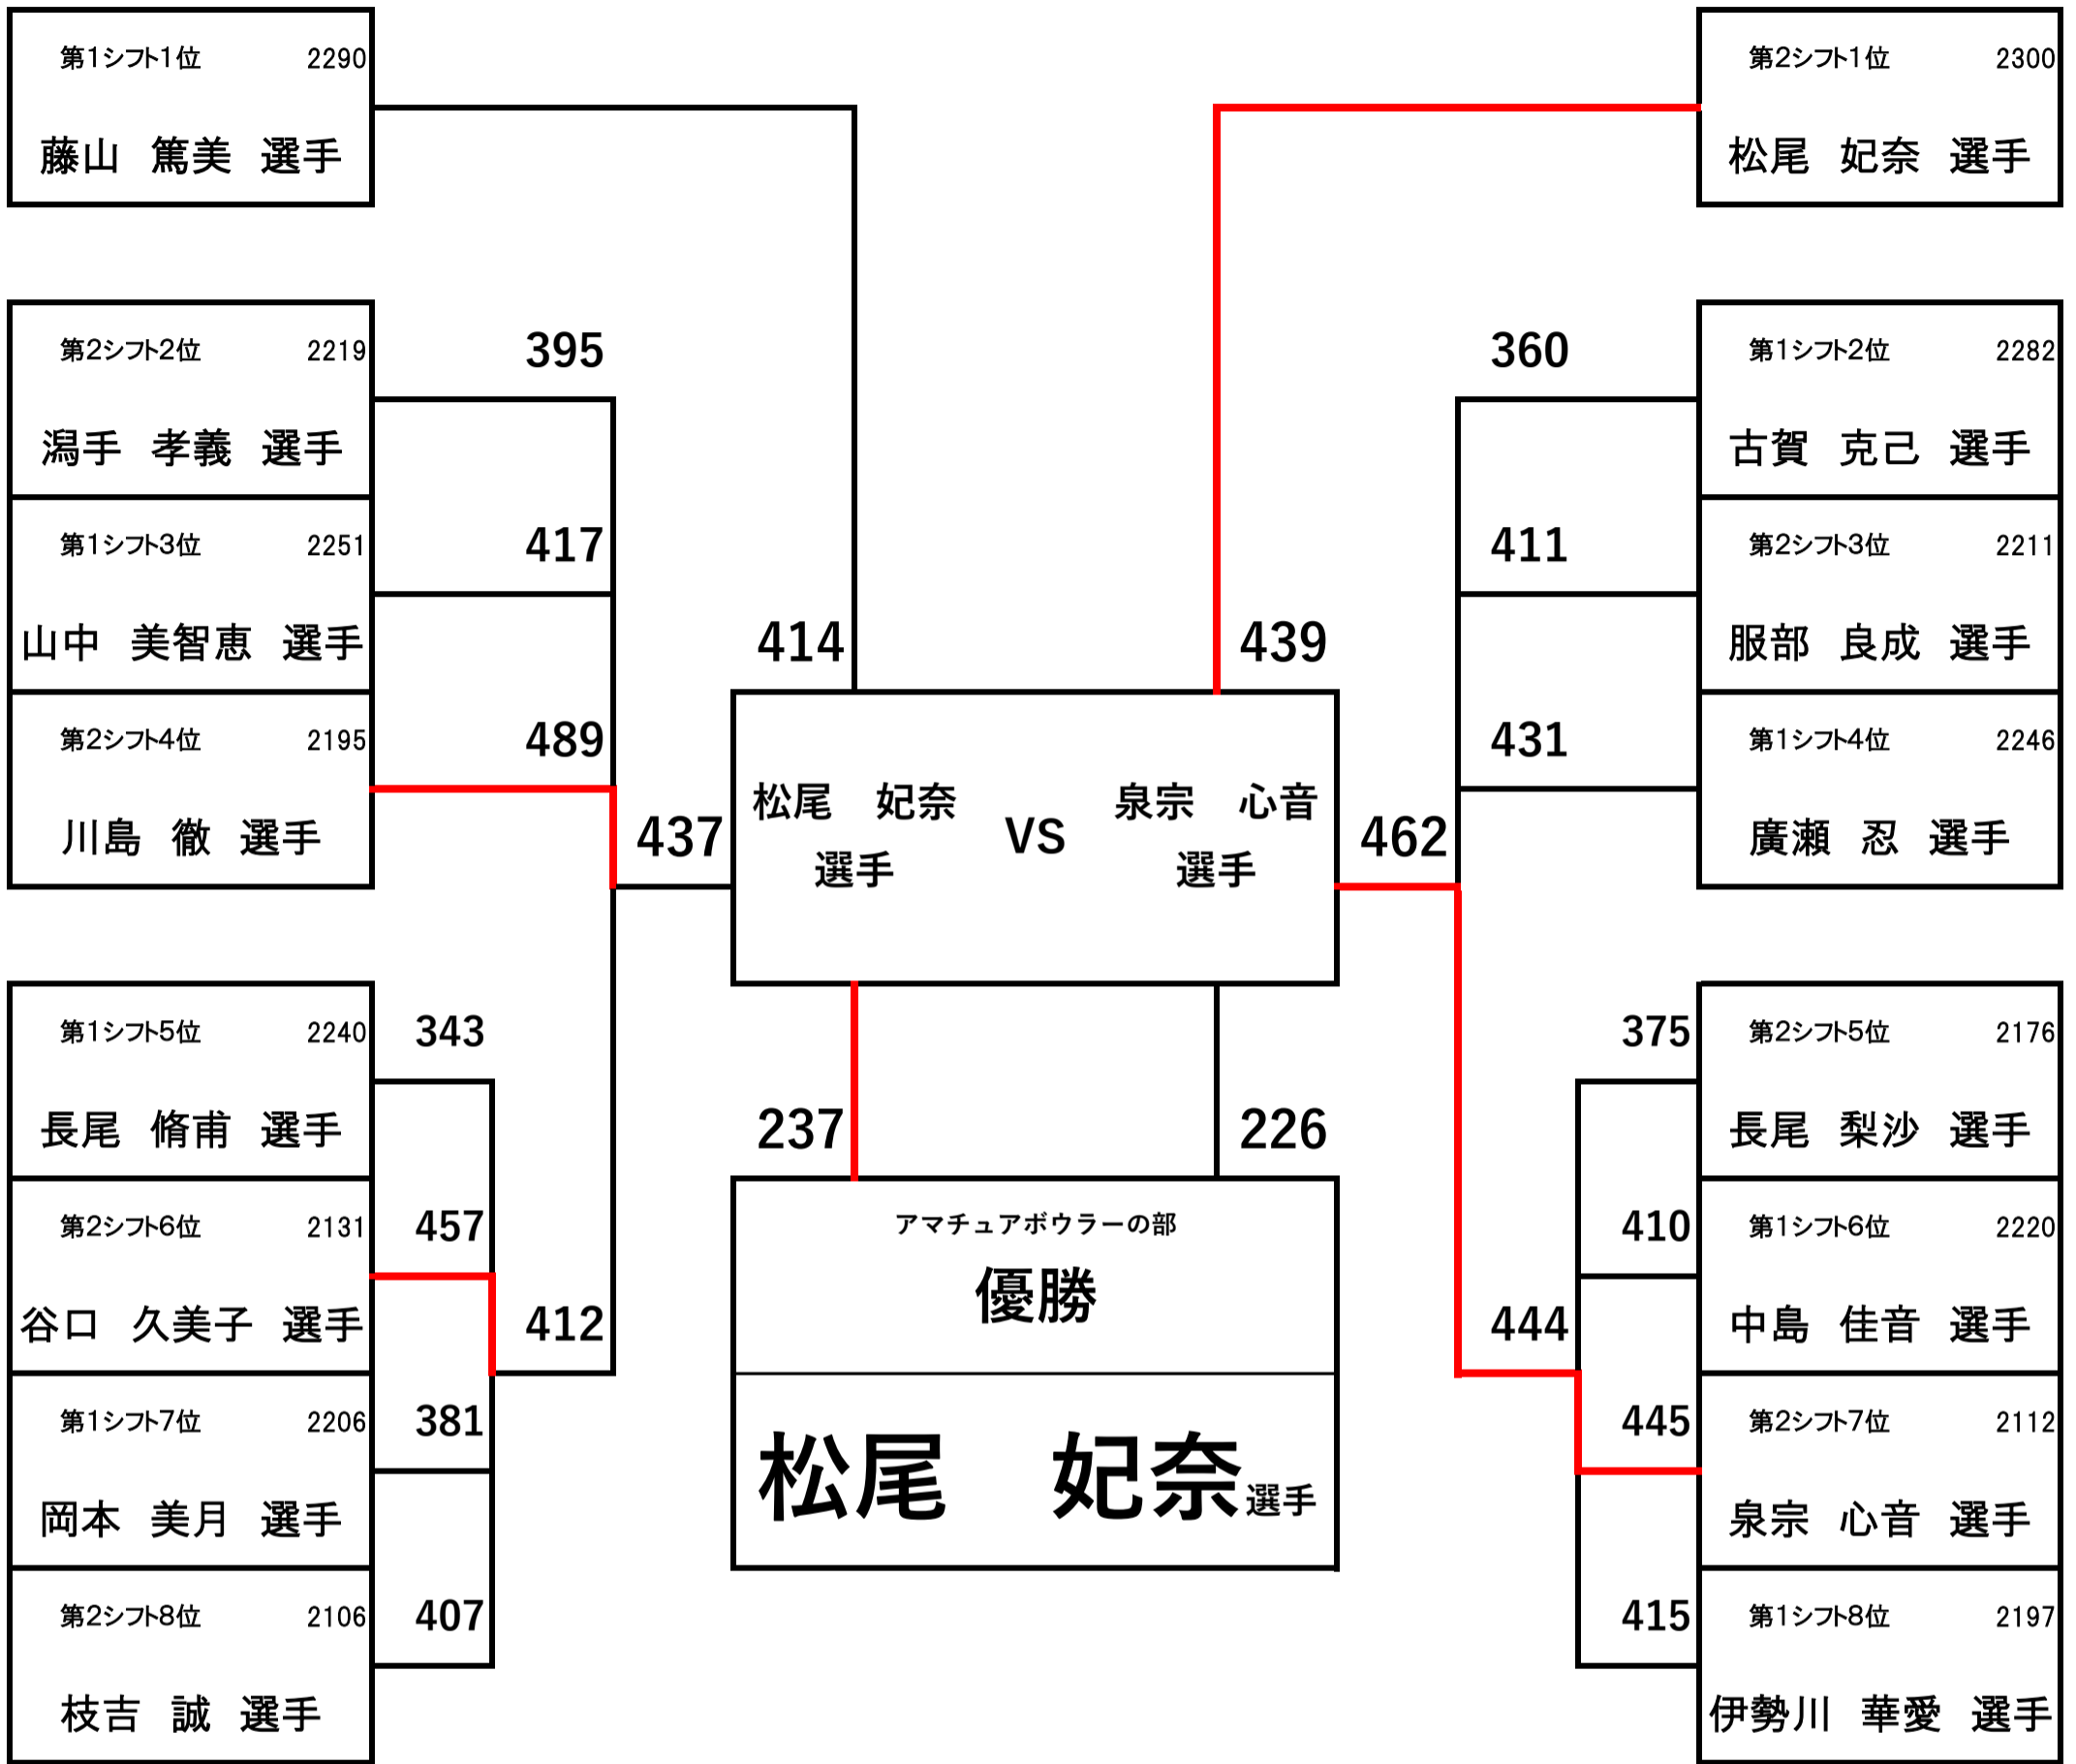 第1シフト1位 2290
藤山 篤美 選手
第2シフト2位 2219 395
潟手 孝義 選手
第1シフト3位 2251 417
山中 美智恵 選手
第2シフト4位 2195 489
川島 徹 選手
437
第1シフト5位 2240 343
長尾 脩甫 選手
第2シフト6位 2131 457
谷口 久美子 選手
412
第1シフト7位 2206 381
岡本 美月 選手
第2シフト8位 2106 407
枝吉 誠 選手
414 439
松尾 妃奈 選手 VS 泉宗 心音 選手
237 226
アマチュアボウラーの部
優勝
松尾 妃奈選手
第2シフト1位 2300
松尾 妃奈 選手
360 第1シフト2位 2282
古賀 克己 選手
411 第2シフト3位 2211
服部 良成 選手
431 第1シフト4位 2246
廣瀬 忍 選手
462
375 第2シフト5位 2176
長尾 梨沙 選手
410 第1シフト6位 2220
中島 佳音 選手
444
445 第2シフト7位 2112
泉宗 心音 選手
415 第1シフト8位 2197
伊勢川 華愛 選手